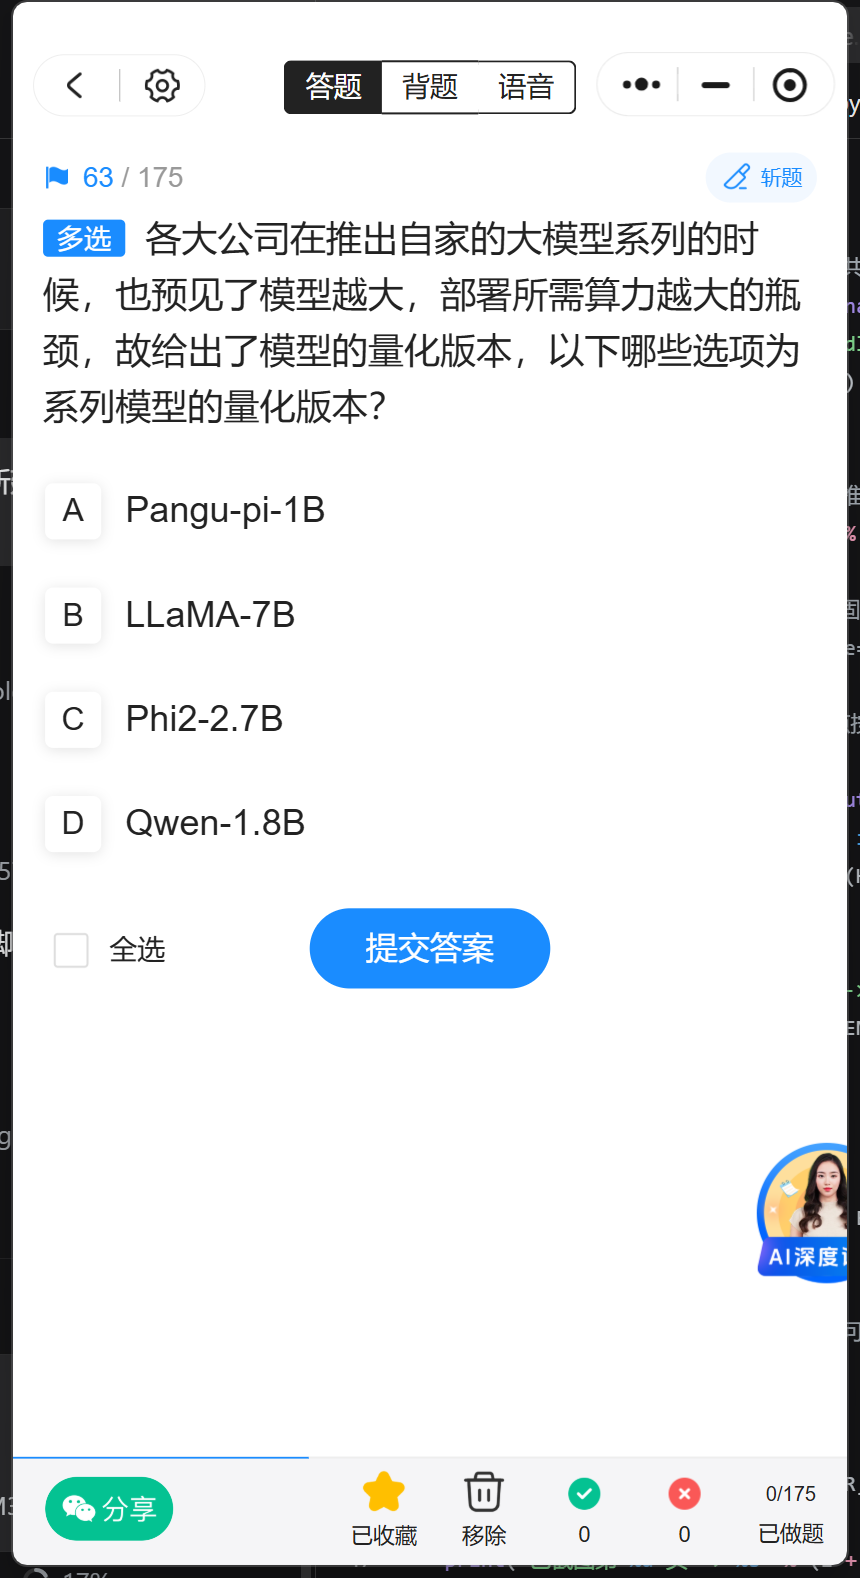 答题 背题 语音
63 / 175
斩题
多选 各大公司在推出自家的大模型系列的时
候，也预见了模型越大，部署所需算力越大的瓶
颈，故给出了模型的量化版本，以下哪些选项为
系列模型的量化版本？
A Pangu-pi-1B
B LLaMA-7B
C Phi2-2.7B
D Qwen-1.8B
全选
提交答案
AI深度
分享
已收藏
移除
0
0
0/175
已做题
17%